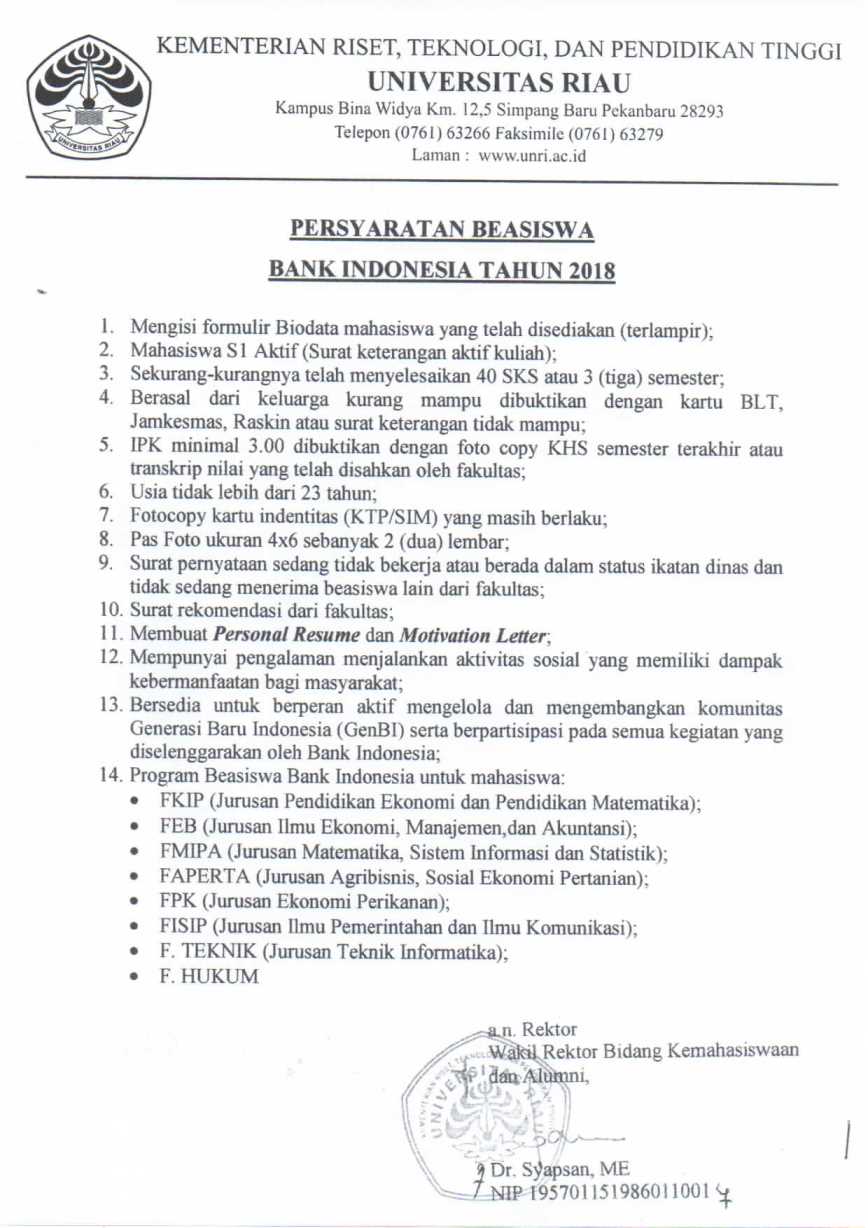 KEMENTERIAN RISET, TEKNOLOGI, DAN PENDIDIKAN TINGGI
UNIVERSITAS RIAU
Kampus Bina Widya Km. 12,5 Simpang Baru Pekanbaru 28293
Telepon (0761) 63266 Faksimile (0761) 63279
Laman : www.unri.ac.id
UNIVERSITAS RIAU
PERSYARATAN BEASISWA
BANK INDONESIA TAHUN 2018
1. Mengisi formulir Biodata mahasiswa yang telah disediakan (terlampir);
2. Mahasiswa S1 Aktif (Surat keterangan aktif kuliah);
3. Sekurang-kurangnya telah menyelesaikan 40 SKS atau 3 (tiga) semester;
4. Berasal dari keluarga kurang mampu dibuktikan dengan kartu BLT,
Jamkesmas, Raskin atau surat keterangan tidak mampu;
5. IPK minimal 3.00 dibuktikan dengan foto copy KHS semester terakhir atau
transkrip nilai yang telah disahkan oleh fakultas;
6. Usia tidak lebih dari 23 tahun;
7. Fotocopy kartu indentitas (KTP/SIM) yang masih berlaku;
8. Pas Foto ukuran 4x6 sebanyak 2 (dua) lembar;
9. Surat pernyataan sedang tidak bekerja atau berada dalam status ikatan dinas dan
tidak sedang menerima beasiswa lain dari fakultas;
10. Surat rekomendasi dari fakultas;
11. Membuat Personal Resume dan Motivation Letter;
12. Mempunyai pengalaman menjalankan aktivitas sosial yang memiliki dampak
kebermanfaatan bagi masyarakat;
13. Bersedia untuk berperan aktif mengelola dan mengembangkan komunitas
Generasi Baru Indonesia (GenBI) serta berpartisipasi pada semua kegiatan yang
diselenggarakan oleh Bank Indonesia;
14. Program Beasiswa Bank Indonesia untuk mahasiswa:
• FKIP (Jurusan Pendidikan Ekonomi dan Pendidikan Matematika);
• FEB (Jurusan Ilmu Ekonomi, Manajemen,dan Akuntansi);
• FMIPA (Jurusan Matematika, Sistem Informasi dan Statistik);
• FAPERTA (Jurusan Agribisnis, Sosial Ekonomi Pertanian);
• FPK (Jurusan Ekonomi Perikanan);
• FISIP (Jurusan Ilmu Pemerintahan dan Ilmu Komunikasi);
• F. TEKNIK (Jurusan Teknik Informatika);
• F. HUKUM
a.n. Rektor
Wakil Rektor Bidang Kemahasiswaan
dan Alumni,
UNIVERSITAS RIAU
Dr. Syapsan, ME
NIP 195701151986011001